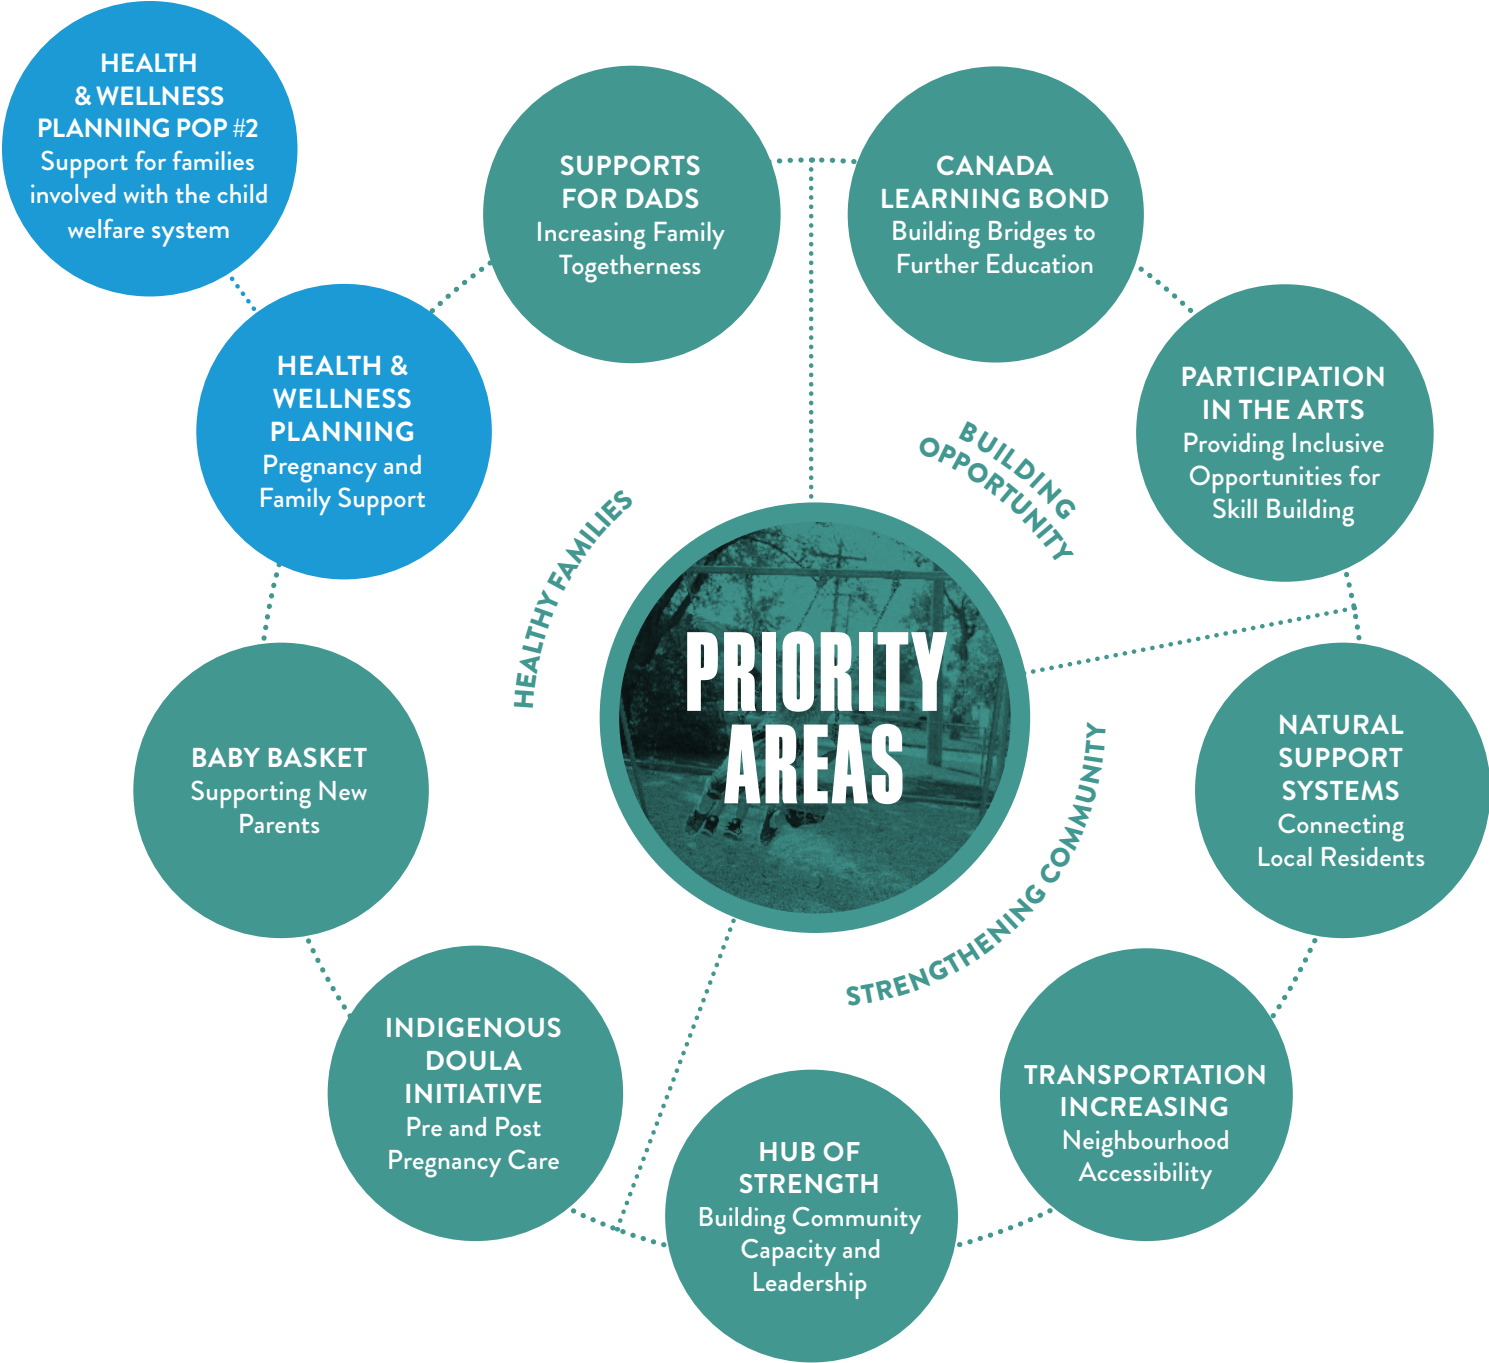 HEALTH
& WELLNESS
PLANNING POP #2
Support for families
involved with the child
welfare system
SUPPORTS
FOR DADS
Increasing Family
Togetherness
CANADA
LEARNING BOND
Building Bridges to
Further Education
HEALTH &
WELLNESS
PLANNING
Pregnancy and
Family Support
PARTICIPATION
IN THE ARTS
Providing Inclusive
Opportunities for
Skill Building
BUILDING
OPPORTUNITY
HEALTHY FAMILIES
PRIORITY
AREAS
STRENGTHENING COMMUNITY
BABY BASKET
Supporting New
Parents
NATURAL
SUPPORT
SYSTEMS
Connecting
Local Residents
INDIGENOUS
DOULA
INITIATIVE
Pre and Post
Pregnancy Care
TRANSPORTATION
INCREASING
Neighbourhood
Accessibility
HUB OF
STRENGTH
Building Community
Capacity and
Leadership